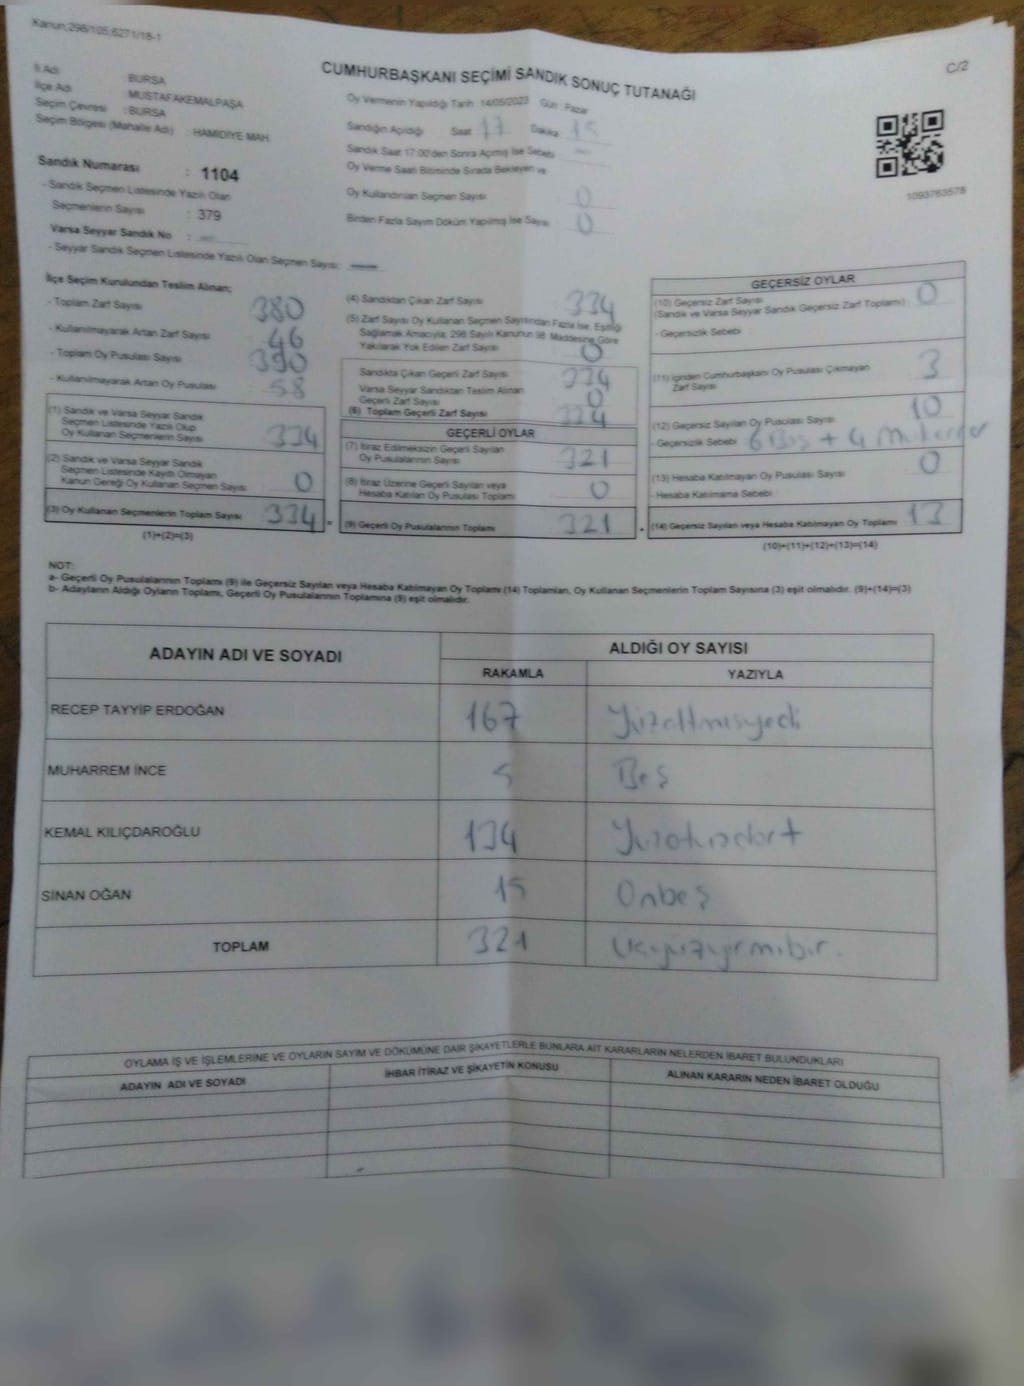 Kanun:298/105,6271/18-1
C/2
CUMHURBAŞKANI SEÇİMİ SANDIK SONUÇ TUTANAĞI
İl Adı : BURSA
İlçe Adı : MUSTAFAKEMALPAŞA
Seçim Çevresi : BURSA
Seçim Bölgesi (Mahalle Adı) : HAMIDIYE MAH.
Sandık Numarası : 1104
- Sandık Seçmen Listesinde Yazılı Olan
Seçmenlerin Sayısı : 379
Varsa Seyyar Sandık No : —
- Seyyar Sandık Seçmen Listesinde Yazılı Olan Seçmen Sayısı: —
Oy Vermenin Yapıldığı Tarih :14/05/2023 Gün : Pazar
Sandığın Açıldığı Saat 17 Dakika 15
Sandık Saat 17:00'den Sonra Açılmış İse Sebebi —
Oy Verme Saati Bitiminde Sırada Bekleyen ve
Oy Kullandırılan Seçmen Sayısı 0
Birden Fazla Sayım Döküm Yapılmış İse Sayısı 0
1093763578
İlçe Seçim Kurulundan Teslim Alınan;
- Toplam Zarf Sayısı 380
- Kullanılmayarak Artan Zarf Sayısı 46
- Toplam Oy Pusulası Sayısı 390
- Kullanılmayarak Artan Oy Pusulası 58
(1) Sandık ve Varsa Seyyar Sandık
Seçmen Listesinde Yazılı Olup
Oy Kullanan Seçmenlerin Sayısı 334
(2) Sandık ve Varsa Seyyar Sandık
Seçmen Listesinde Kayıtlı Olmayan
Kanun Gereği Oy Kullanan Seçmen Sayısı 0
(3) Oy Kullanan Seçmenlerin Toplam Sayısı 334 =
(1)+(2)=(3)
(4) Sandıktan Çıkan Zarf Sayısı 334
(5) Zarf Sayısı Oy Kullanan Seçmen Sayısından Fazla İse, Eşitliği
Sağlamak Amacıyla; 298 Sayılı Kanunun 98. Maddesine Göre
Yakılarak Yok Edilen Zarf Sayısı 0
Sandıkta Çıkan Geçerli Zarf Sayısı 334
Varsa Seyyar Sandıktan Teslim Alınan
Geçerli Zarf Sayısı 0
(6) Toplam Geçerli Zarf Sayısı 334
GEÇERLİ OYLAR
(7) İtiraz Edilmeksizin Geçerli Sayılan
Oy Pusulalarının Sayısı 321
(8) İtiraz Üzerine Geçerli Sayılan veya
Hesaba Katılan Oy Pusulası Toplamı 0
(9) Geçerli Oy Pusulalarının Toplamı 321 +
GEÇERSİZ OYLAR
(10) Geçersiz Zarf Sayısı
(Sandık ve Varsa Seyyar Sandık Geçersiz Zarf Toplamı) 0
- Geçersizlik Sebebi :
(11) İçinden Cumhurbaşkanı Oy Pusulası Çıkmayan
Zarf Sayısı 3
(12) Geçersiz Sayılan Oy Pusulası Sayısı 10
- Geçersizlik Sebebi 6 Boş + 4
(13) Hesaba Katılmayan Oy Pusulası Sayısı 0
- Hesaba Katılmama Sebebi
(14) Geçersiz Sayılan veya Hesaba Katılmayan Oy Toplamı 13
(10)+(11)+(12)+(13)=(14)
NOT:
a- Geçerli Oy Pusulalarının Toplamı (9) ile Geçersiz Sayılan veya Hesaba Katılmayan Oy Toplamı (14) Toplamları, Oy Kullanan Seçmenlerin Toplam Sayısına (3) eşit olmalıdır. (9)+(14)=(3)
b- Adayların Aldığı Oyların Toplamı, Geçerli Oy Pusulalarının Toplamına (9) eşit olmalıdır.
ADAYIN ADI VE SOYADI ALDIĞI OY SAYISI
RAKAMLA YAZIYLA
RECEP TAYYİP ERDOĞAN 167 Yüzaltmışyedi
MUHARREM İNCE 5 Beş
KEMAL KILIÇDAROĞLU 134 Yüzotuzdört
SİNAN OĞAN 15 Onbeş
TOPLAM 321 Üçyüzyirmibir.
OYLAMA İŞ VE İŞLEMLERİNE VE OYLARIN SAYIM VE DÖKÜMÜNE DAİR ŞİKAYETLERLE BUNLARA AİT KARARLARIN NELERDEN İBARET BULUNDUKLARI
ADAYIN ADI VE SOYADI İHBAR İTİRAZ VE ŞİKAYETİN KONUSU ALINAN KARARIN NEDEN İBARET OLDUĞU